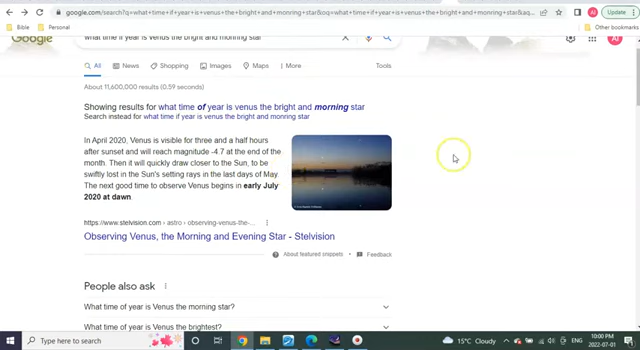 google.com/search?q=what+time+if+year+is+venus+the+bright+and+monring+star&oq=what+time+if+year+is+venus+the+bright+and+monring+star&aq...
AI
Update
Bible
Personal
Other bookmarks
Google
what time if year is venus the bright and monring star
AI
All
News
Shopping
Images
Maps
More
Tools
About 11,600,000 results (0.59 seconds)
Showing results for what time of year is venus the bright and morning star
Search instead for what time if year is venus the bright and monring star
In April 2020, Venus is visible for three and a half hours
after sunset and will reach magnitude -4.7 at the end of the
month. Then it will quickly draw closer to the Sun, to be
swiftly lost in the Sun's setting rays in the last days of May.
The next good time to observe Venus begins in early July
2020 at dawn.
https://www.stelvision.com › astro › observing-venus-the-...
Observing Venus, the Morning and Evening Star - Stelvision
About featured snippets
Feedback
People also ask
What time of year is Venus the morning star?
What time of year is Venus the brightest?
Type here to search
15°C Cloudy
ENG
10:00 PM
2022-07-01